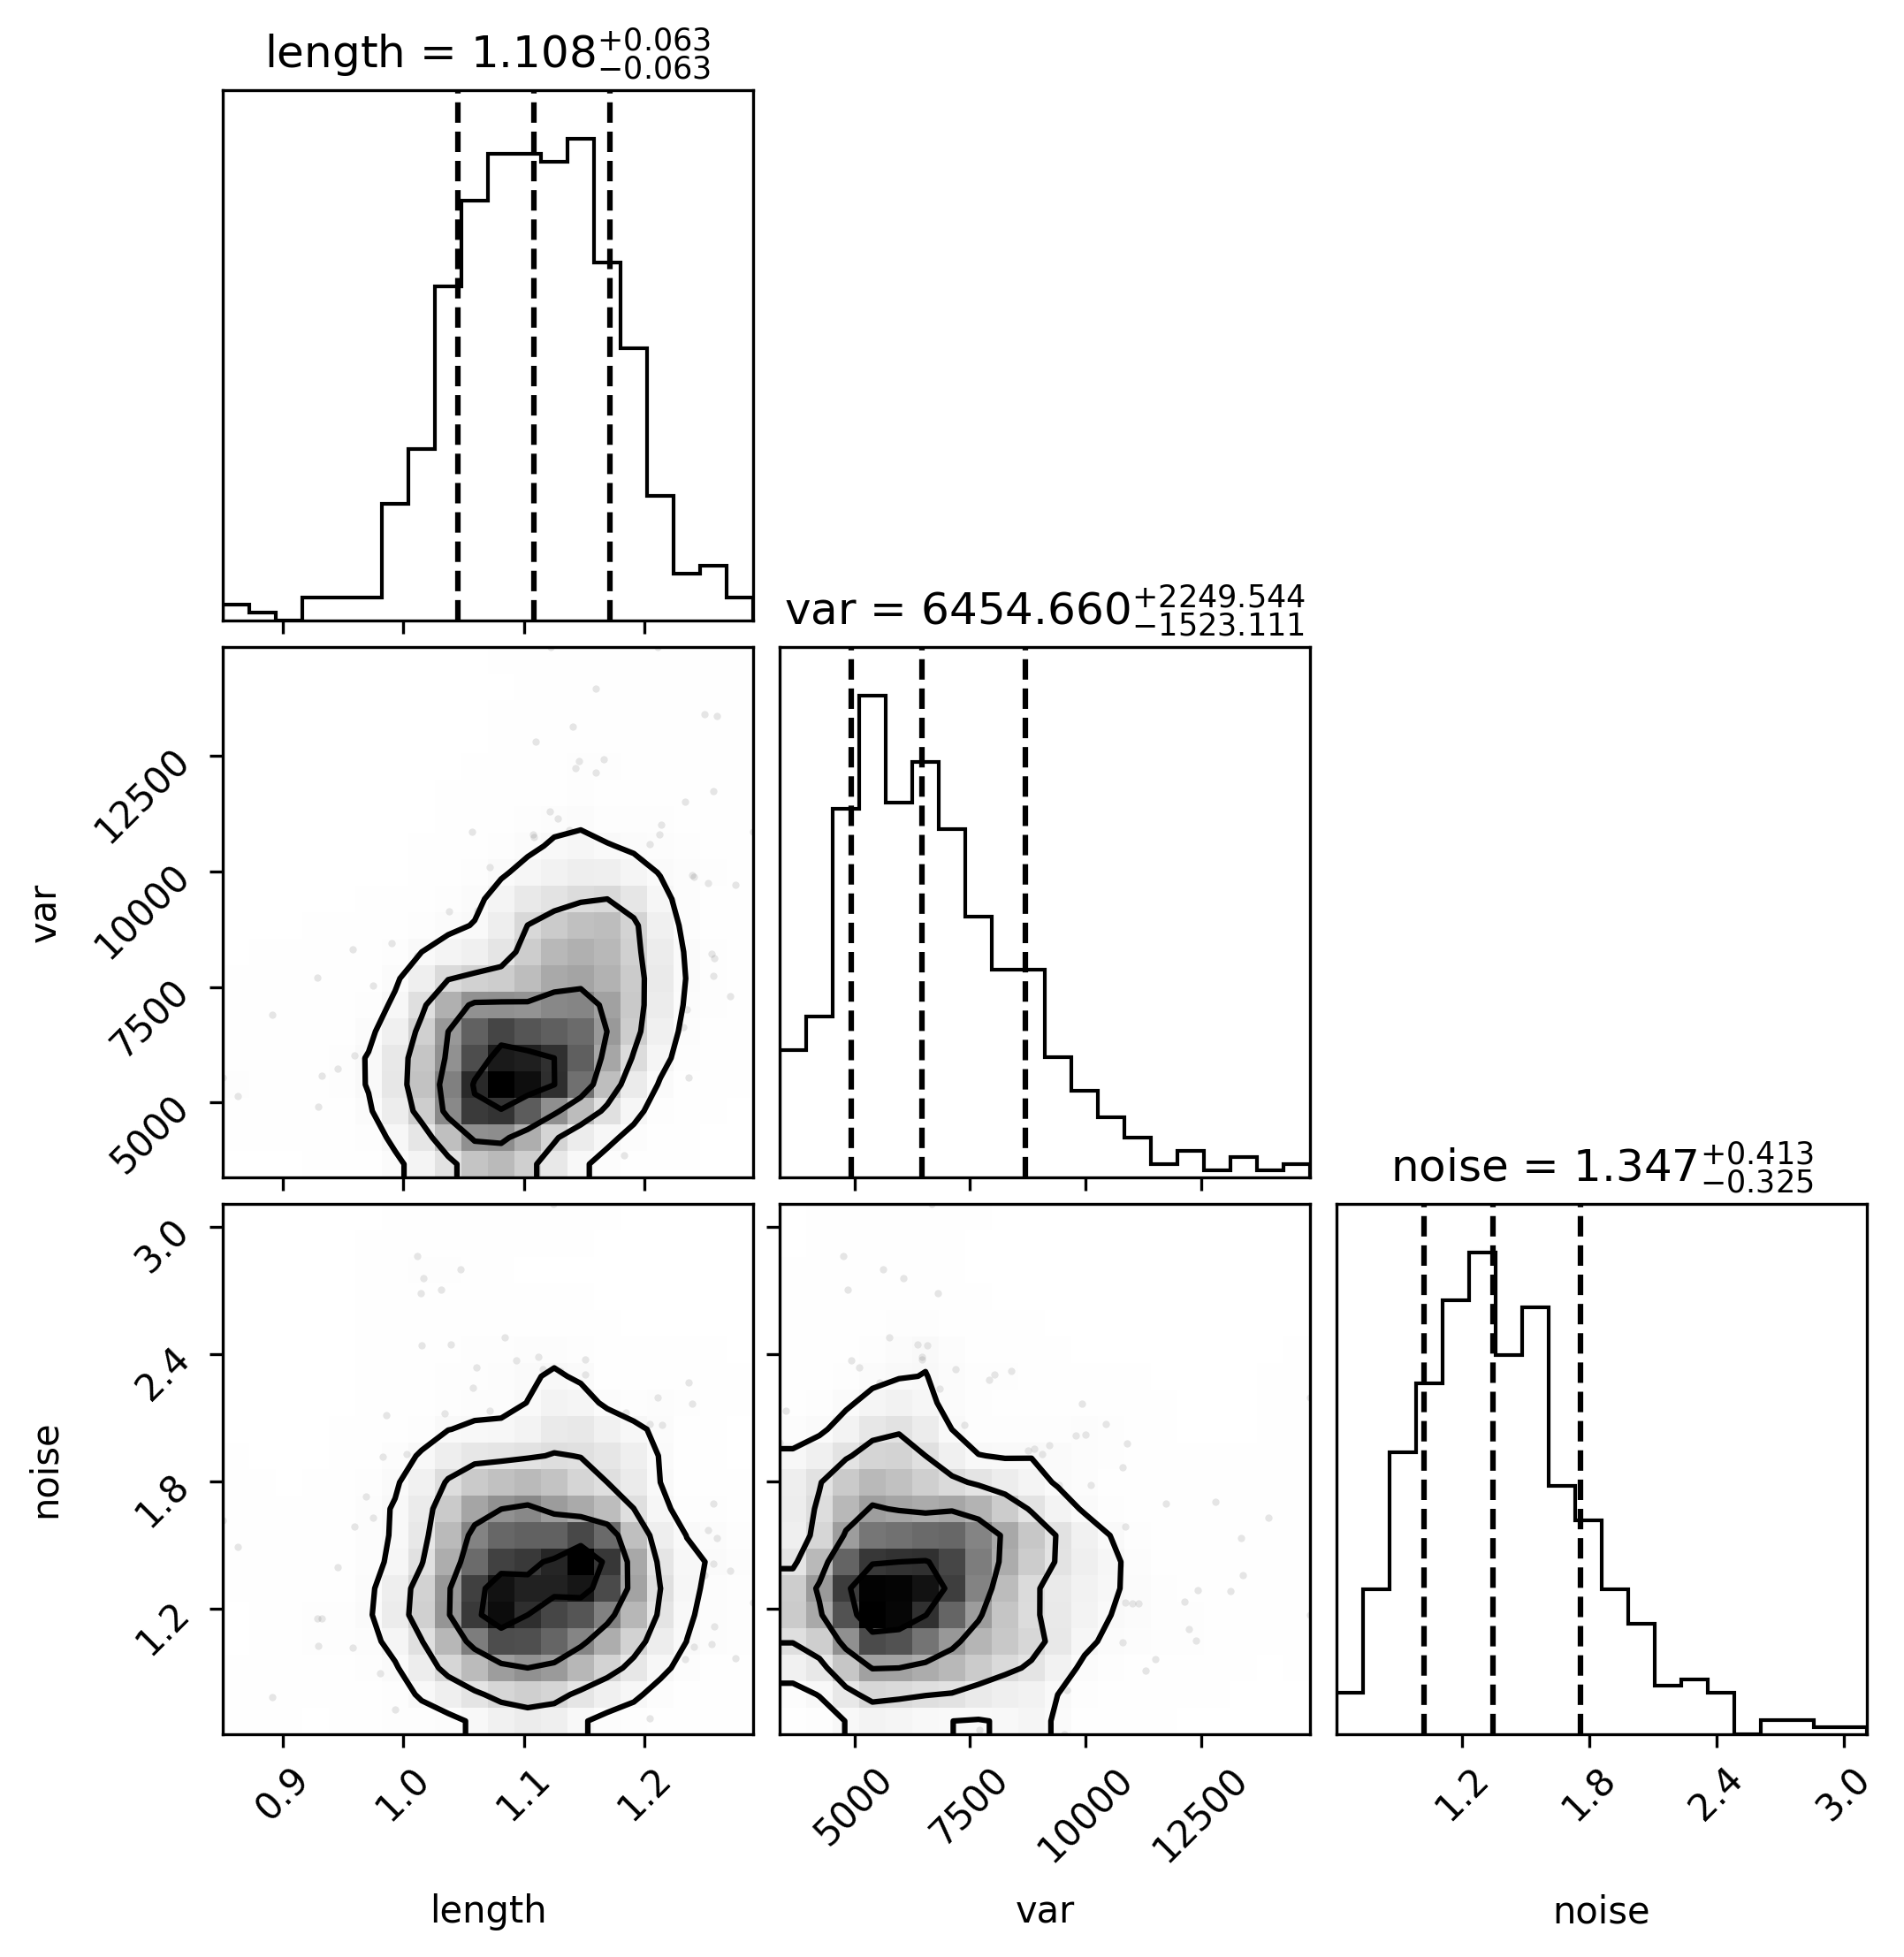 length = 1.108 +0.063 −0.063
var = 6454.660 +2249.544 −1523.111
12500
10000
7500
5000
var
noise = 1.347 +0.413 −0.325
3.0
2.4
1.8
1.2
noise
0.9 1.0 1.1 1.2 5000 7500 10000 12500 1.2 1.8 2.4 3.0
length var noise